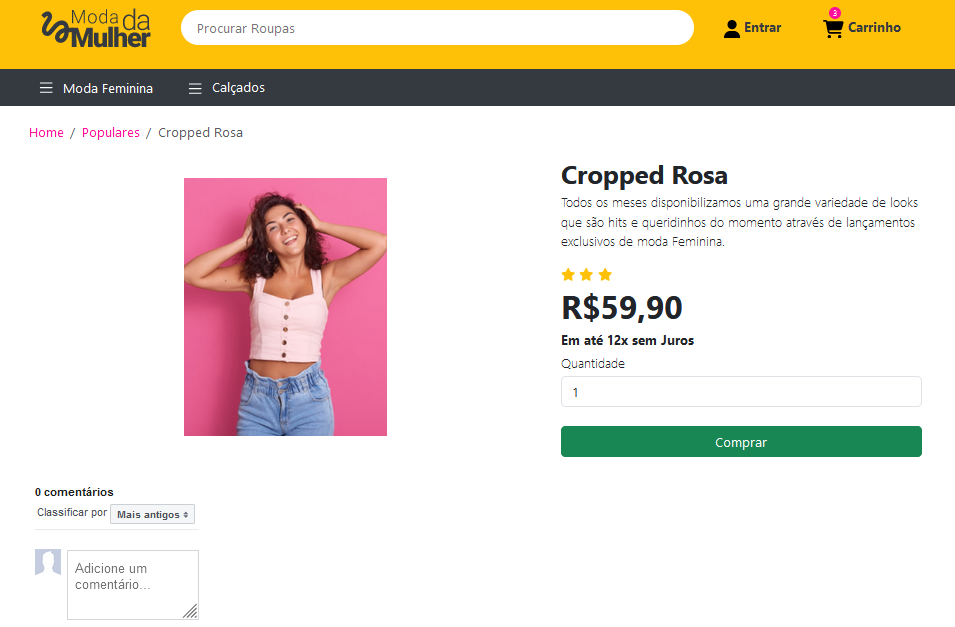 Moda da
Mulher
Procurar Roupas
Entrar
3
Carrinho
Moda Feminina
Calçados
Home / Populares / Cropped Rosa
Cropped Rosa
Todos os meses disponibilizamos uma grande variedade de looks
que são hits e queridinhos do momento através de lançamentos
exclusivos de moda Feminina.
R$59,90
Em até 12x sem Juros
Quantidade
1
Comprar
0 comentários
Classificar por Mais antigos
Adicione um
comentário...